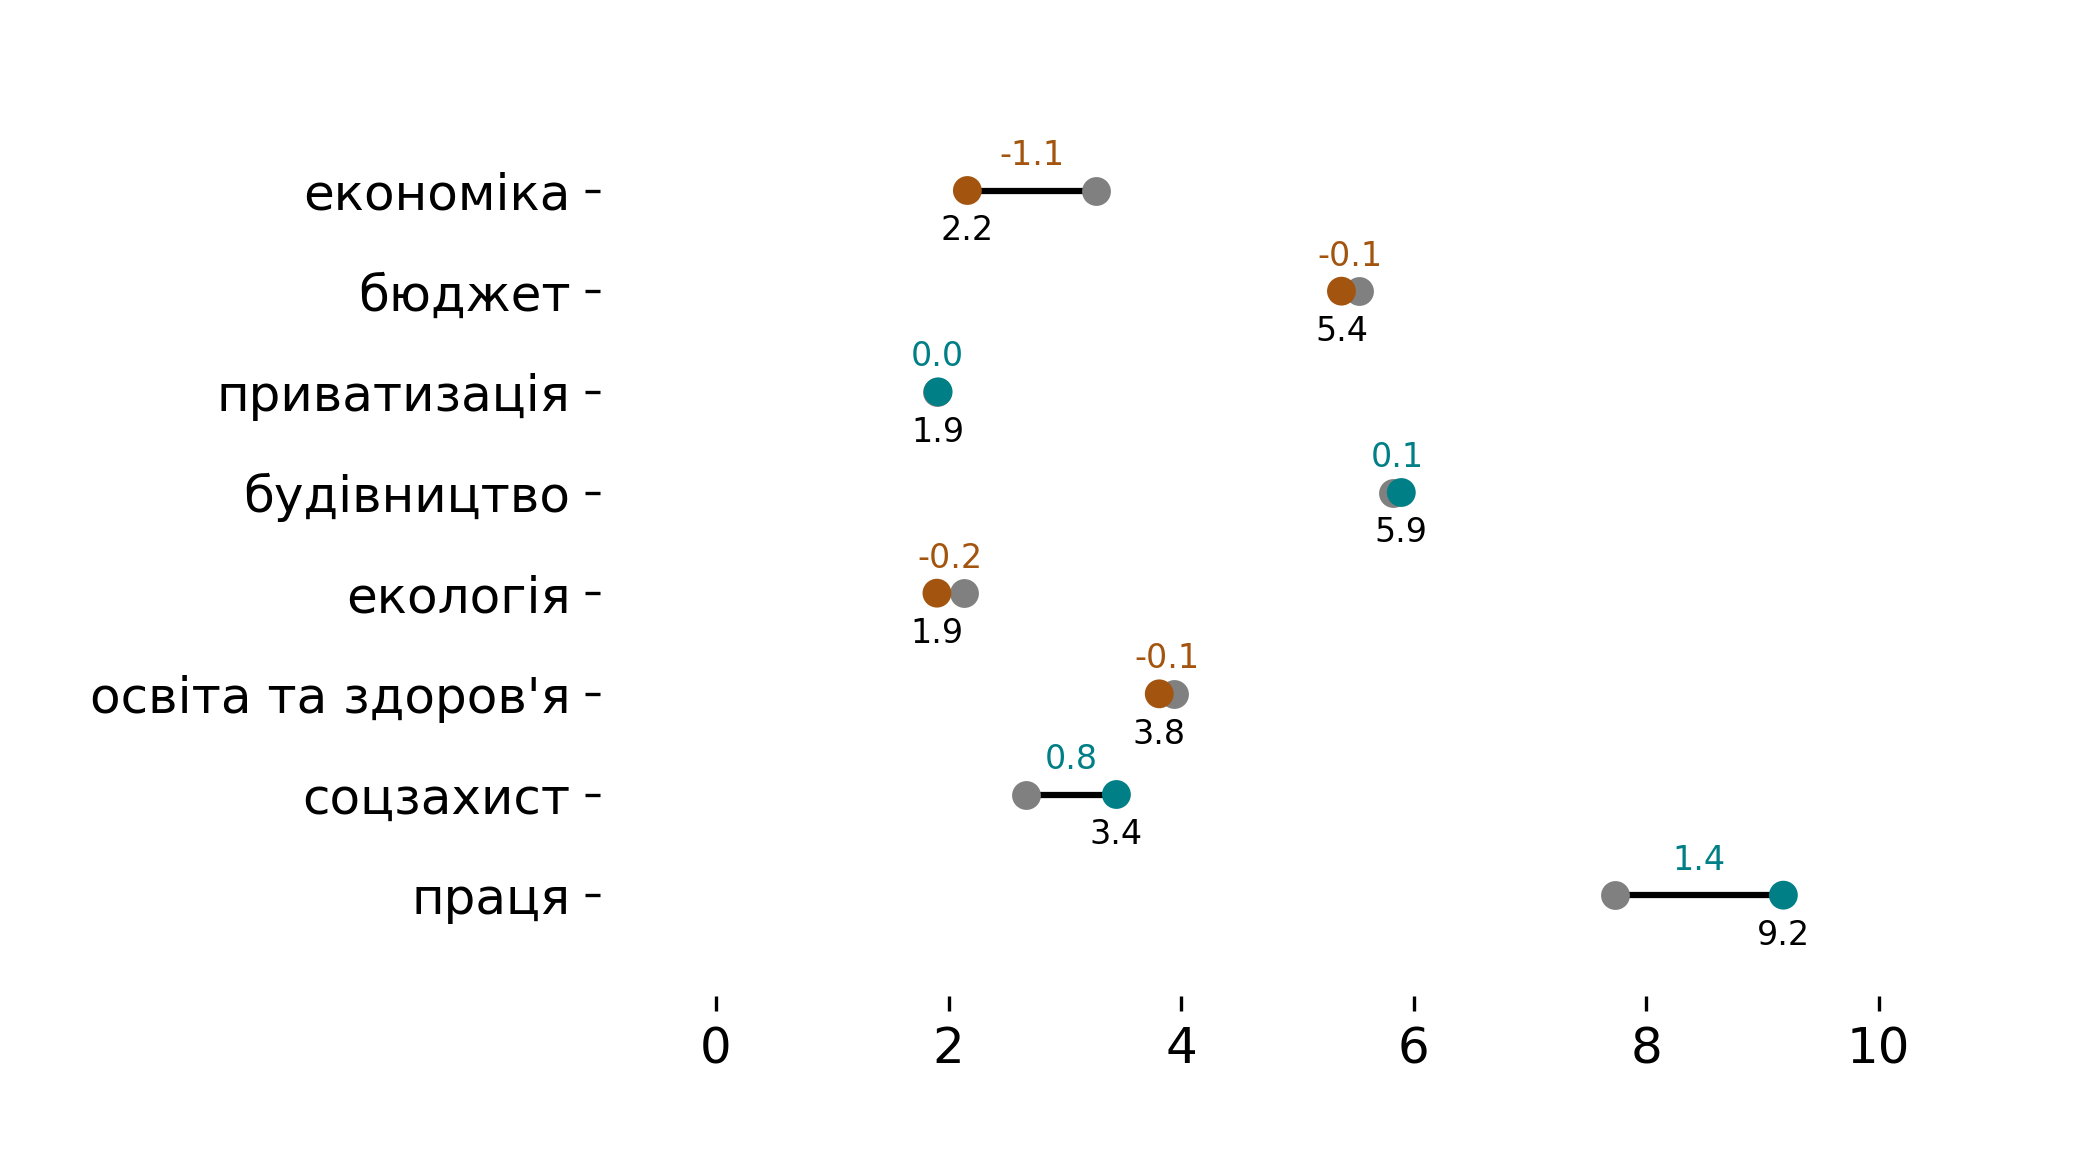 -1.1
економіка
2.2
-0.1
бюджет
5.4
0.0
приватизація
1.9
0.1
будівництво
5.9
-0.2
екологія
1.9
-0.1
освіта та здоров'я
3.8
0.8
соцзахист
3.4
1.4
праця
9.2
0 2 4 6 8 10